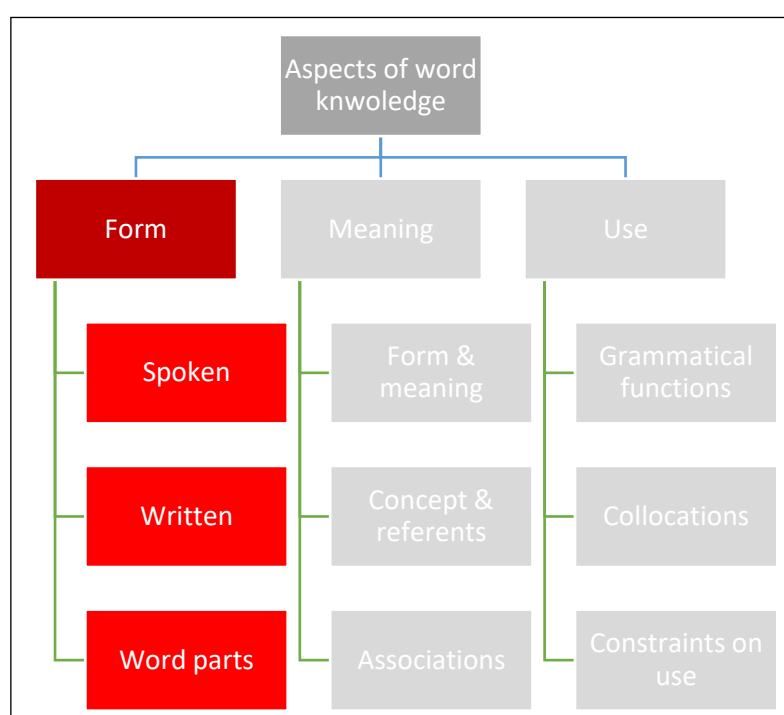 Aspects of word
knwoledge
Form
Meaning
Use
Spoken
Form &
meaning
Grammatical
functions
Written
Concept &
referents
Collocations
Word parts
Associations
Constraints on
use